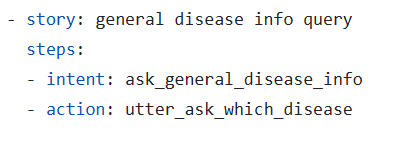 - story: general disease info query
  steps:
  - intent: ask_general_disease_info
  - action: utter_ask_which_disease